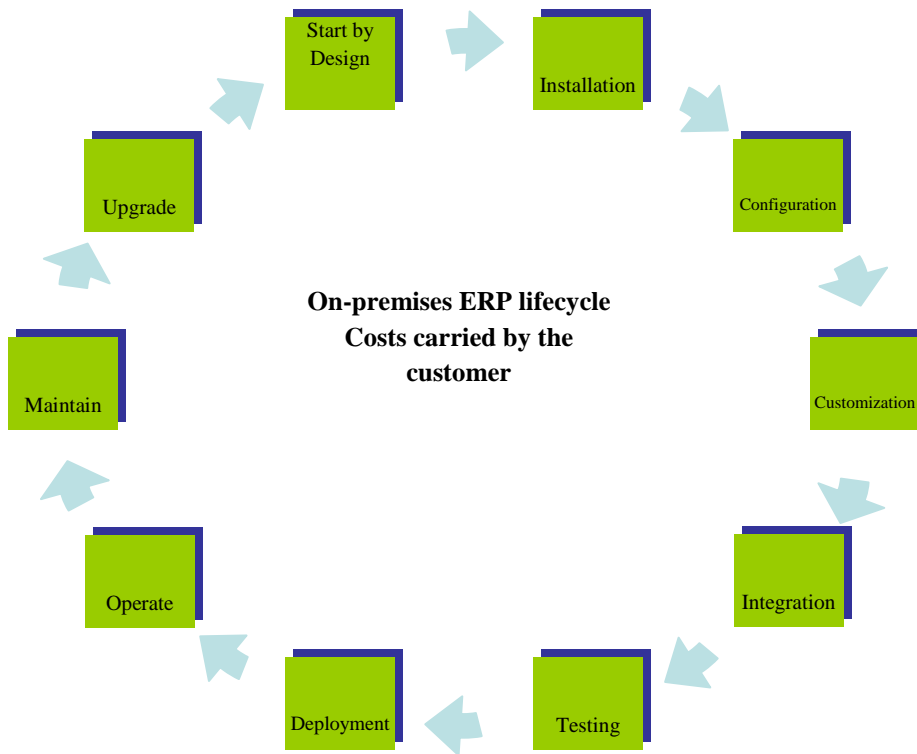 Start by
Design
Installation
Configuration
Customization
Integration
Testing
Deployment
Operate
Maintain
Upgrade
On-premises ERP lifecycle
Costs carried by the
customer